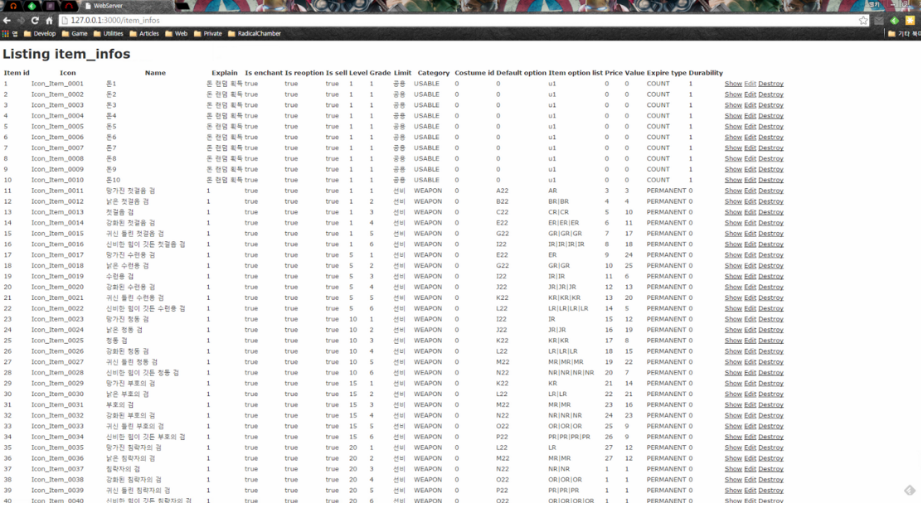 WebServer
127.0.0.1:3000/item_infos
앱 Develop Game Utilities Articles Web Private RadicalChamber 기타 북마
Listing item_infos
Item id Icon Name Explain Is enchant Is reoption Is sell Level Grade Limit Category Costume id Default option Item option list Price Value Expire type Durability
1 Icon_Item_0001 돈1 돈 랜덤 획득 true true true 1 1 공용 USABLE 0 0 u1 0 0 COUNT 1 Show Edit Destroy
2 Icon_Item_0002 돈2 돈 랜덤 획득 true true true 1 1 공용 USABLE 0 0 u1 0 0 COUNT 1 Show Edit Destroy
3 Icon_Item_0003 돈3 돈 랜덤 획득 true true true 1 1 공용 USABLE 0 0 u1 0 0 COUNT 1 Show Edit Destroy
4 Icon_Item_0004 돈4 돈 랜덤 획득 true true true 1 1 공용 USABLE 0 0 u1 0 0 COUNT 1 Show Edit Destroy
5 Icon_Item_0005 돈5 돈 랜덤 획득 true true true 1 1 공용 USABLE 0 0 u1 0 0 COUNT 1 Show Edit Destroy
6 Icon_Item_0006 돈6 돈 랜덤 획득 true true true 1 1 공용 USABLE 0 0 u1 0 0 COUNT 1 Show Edit Destroy
7 Icon_Item_0007 돈7 돈 랜덤 획득 true true true 1 1 공용 USABLE 0 0 u1 0 0 COUNT 1 Show Edit Destroy
8 Icon_Item_0008 돈8 돈 랜덤 획득 true true true 1 1 공용 USABLE 0 0 u1 0 0 COUNT 1 Show Edit Destroy
9 Icon_Item_0009 돈9 돈 랜덤 획득 true true true 1 1 공용 USABLE 0 0 u1 0 0 COUNT 1 Show Edit Destroy
10 Icon_Item_0010 돈10 돈 랜덤 획득 true true true 1 1 공용 USABLE 0 0 u1 0 0 COUNT 1 Show Edit Destroy
11 Icon_Item_0011 망가진 첫걸음 검 1 true true true 1 1 선비 WEAPON 0 A22 AR 3 3 PERMANENT 0 Show Edit Destroy
12 Icon_Item_0012 낡은 첫걸음 검 1 true true true 1 2 선비 WEAPON 0 B22 BR|BR 4 4 PERMANENT 0 Show Edit Destroy
13 Icon_Item_0013 첫걸음 검 1 true true true 1 3 선비 WEAPON 0 C22 CR|CR 5 10 PERMANENT 0 Show Edit Destroy
14 Icon_Item_0014 강화된 첫걸음 검 1 true true true 1 4 선비 WEAPON 0 E22 ER|ER|ER 6 11 PERMANENT 0 Show Edit Destroy
15 Icon_Item_0015 귀신 들린 첫걸음 검 1 true true true 1 5 선비 WEAPON 0 G22 GR|GR|GR 7 17 PERMANENT 0 Show Edit Destroy
16 Icon_Item_0016 신비한 힘이 깃든 첫걸음 검 1 true true true 1 6 선비 WEAPON 0 I22 IR|IR|IR|IR 8 18 PERMANENT 0 Show Edit Destroy
17 Icon_Item_0017 망가진 수련용 검 1 true true true 5 1 선비 WEAPON 0 E22 ER 9 24 PERMANENT 0 Show Edit Destroy
18 Icon_Item_0018 낡은 수련용 검 1 true true true 5 2 선비 WEAPON 0 G22 GR|GR 10 25 PERMANENT 0 Show Edit Destroy
19 Icon_Item_0019 수련용 검 1 true true true 5 3 선비 WEAPON 0 I22 IR|IR 11 6 PERMANENT 0 Show Edit Destroy
20 Icon_Item_0020 강화된 수련용 검 1 true true true 5 4 선비 WEAPON 0 J22 JR|JR|JR 12 13 PERMANENT 0 Show Edit Destroy
21 Icon_Item_0021 귀신 들린 수련용 검 1 true true true 5 5 선비 WEAPON 0 K22 KR|KR|KR 13 20 PERMANENT 0 Show Edit Destroy
22 Icon_Item_0022 신비한 힘이 깃든 수련용 검 1 true true true 5 6 선비 WEAPON 0 L22 LR|LR|LR|LR 14 5 PERMANENT 0 Show Edit Destroy
23 Icon_Item_0023 망가진 청동 검 1 true true true 10 1 선비 WEAPON 0 I22 IR 15 12 PERMANENT 0 Show Edit Destroy
24 Icon_Item_0024 낡은 청동 검 1 true true true 10 2 선비 WEAPON 0 J22 JR|JR 16 19 PERMANENT 0 Show Edit Destroy
25 Icon_Item_0025 청동 검 1 true true true 10 3 선비 WEAPON 0 K22 KR|KR 17 8 PERMANENT 0 Show Edit Destroy
26 Icon_Item_0026 강화된 청동 검 1 true true true 10 4 선비 WEAPON 0 L22 LR|LR|LR 18 15 PERMANENT 0 Show Edit Destroy
27 Icon_Item_0027 귀신 들린 청동 검 1 true true true 10 5 선비 WEAPON 0 M22 MR|MR|MR 19 22 PERMANENT 0 Show Edit Destroy
28 Icon_Item_0028 신비한 힘이 깃든 청동 검 1 true true true 10 6 선비 WEAPON 0 N22 NR|NR|NR|NR 20 7 PERMANENT 0 Show Edit Destroy
29 Icon_Item_0029 망가진 부호의 검 1 true true true 15 1 선비 WEAPON 0 K22 KR 21 14 PERMANENT 0 Show Edit Destroy
30 Icon_Item_0030 낡은 부호의 검 1 true true true 15 2 선비 WEAPON 0 L22 LR|LR 22 21 PERMANENT 0 Show Edit Destroy
31 Icon_Item_0031 부호의 검 1 true true true 15 3 선비 WEAPON 0 M22 MR|MR 23 16 PERMANENT 0 Show Edit Destroy
32 Icon_Item_0032 강화된 부호의 검 1 true true true 15 4 선비 WEAPON 0 N22 NR|NR|NR 24 23 PERMANENT 0 Show Edit Destroy
33 Icon_Item_0033 귀신 들린 부호의 검 1 true true true 15 5 선비 WEAPON 0 O22 OR|OR|OR 25 9 PERMANENT 0 Show Edit Destroy
34 Icon_Item_0034 신비한 힘이 깃든 부호의 검 1 true true true 15 6 선비 WEAPON 0 P22 PR|PR|PR|PR 26 9 PERMANENT 0 Show Edit Destroy
35 Icon_Item_0035 망가진 침략자의 검 1 true true true 20 1 선비 WEAPON 0 L22 LR 27 12 PERMANENT 0 Show Edit Destroy
36 Icon_Item_0036 낡은 침략자의 검 1 true true true 20 2 선비 WEAPON 0 M22 MR|MR 27 12 PERMANENT 0 Show Edit Destroy
37 Icon_Item_0037 침략자의 검 1 true true true 20 3 선비 WEAPON 0 N22 NR|NR 1 1 PERMANENT 0 Show Edit Destroy
38 Icon_Item_0038 강화된 침략자의 검 1 true true true 20 4 선비 WEAPON 0 O22 OR|OR|OR 1 1 PERMANENT 0 Show Edit Destroy
39 Icon_Item_0039 귀신 들린 침략자의 검 1 true true true 20 5 선비 WEAPON 0 P22 PR|PR|PR 1 1 PERMANENT 0 Show Edit Destroy
40 Icon_Item_0040 신비한 힘이 깃든 침략자의 검 1 true true true 20 6 선비 WEAPON 0 O22 OR|OR|OR|OR 1 1 PERMANENT 0 Show Edit Destroy